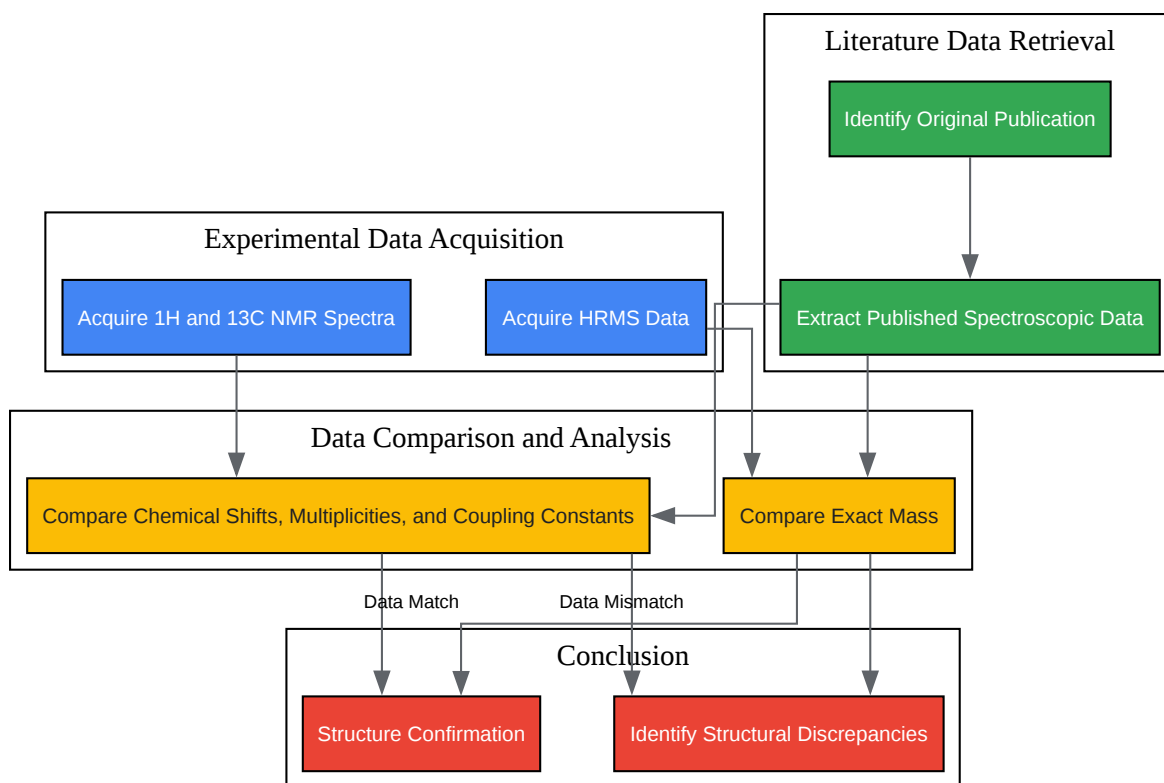 Literature Data Retrieval
Identify Original Publication
Experimental Data Acquisition
Acquire 1H and 13C NMR Spectra
Acquire HRMS Data
Extract Published Spectroscopic Data
Data Comparison and Analysis
Compare Chemical Shifts, Multiplicities, and Coupling Constants
Compare Exact Mass
Data Match
Data Mismatch
Conclusion
Structure Confirmation
Identify Structural Discrepancies